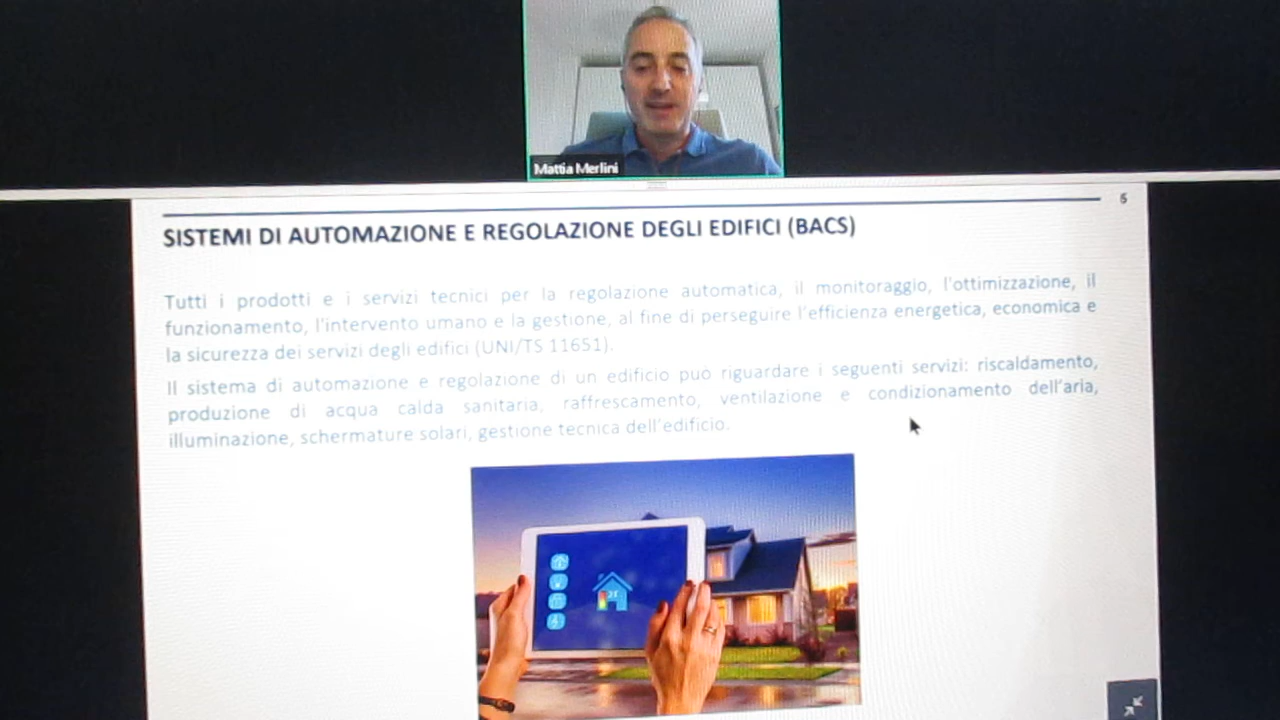 Mattia Merlini
5
SISTEMI DI AUTOMAZIONE E REGOLAZIONE DEGLI EDIFICI (BACS)
Tutti i prodotti e i servizi tecnici per la regolazione automatica, il monitoraggio, l'ottimizzazione, il
funzionamento, l'intervento umano e la gestione, al fine di perseguire l'efficienza energetica, economica e
la sicurezza dei servizi degli edifici (UNI/TS 11651).
Il sistema di automazione e regolazione di un edificio può riguardare i seguenti servizi: riscaldamento,
produzione di acqua calda sanitaria, raffrescamento, ventilazione e condizionamento dell'aria,
illuminazione, schermature solari, gestione tecnica dell'edificio.